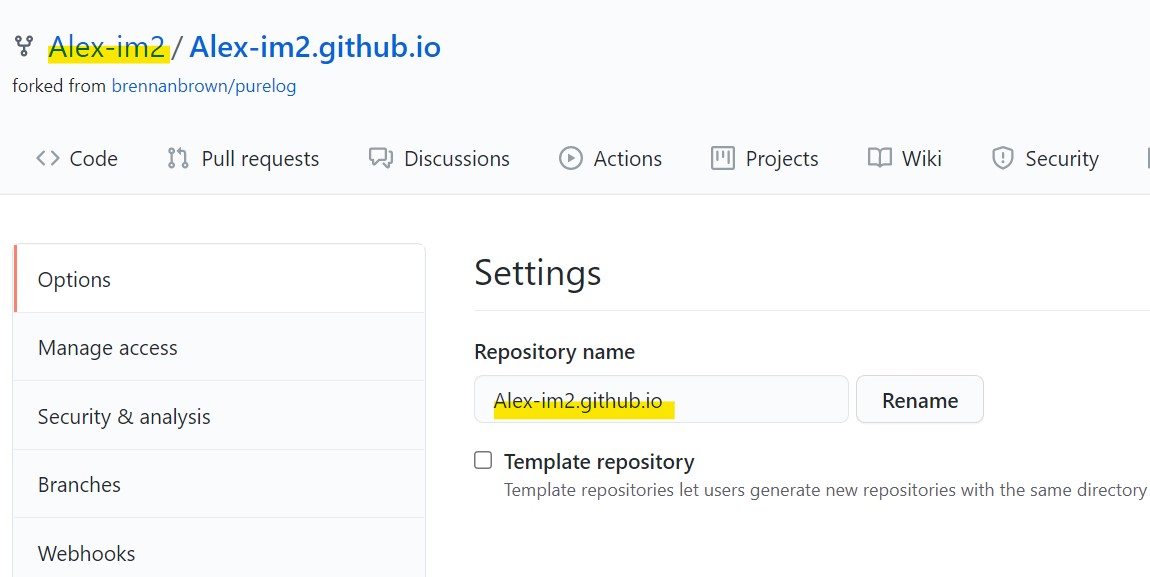 Alex-im2 / Alex-im2.github.io
forked from brennanbrown/purelog
Code Pull requests Discussions Actions Projects Wiki Security
Options
Manage access
Security & analysis
Branches
Webhooks
Settings
Repository name
Alex-im2.github.io Rename
Template repository
Template repositories let users generate new repositories with the same directory